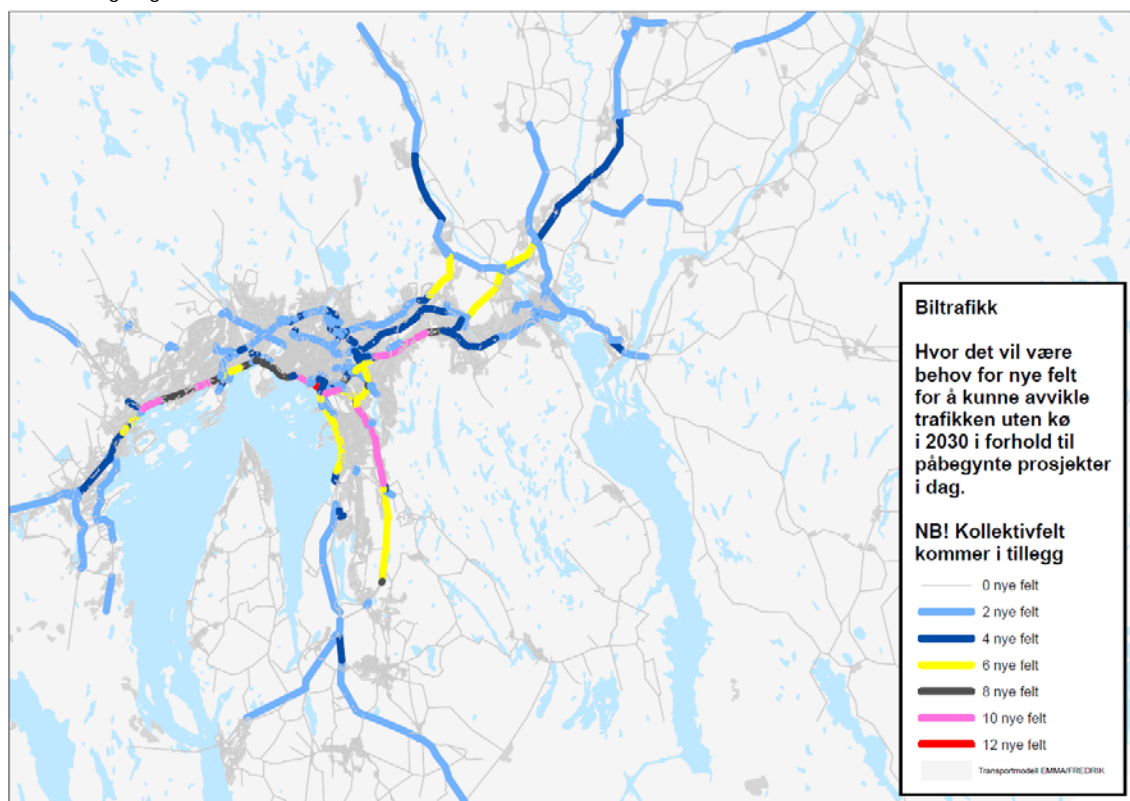 Biltrafikk
Hvor det vil være
behov for nye felt
for å kunne avvikle
trafikken uten kø
i 2030 i forhold til
påbegynte prosjekter
i dag.
NB! Kollektivfelt
kommer i tillegg
0 nye felt
2 nye felt
4 nye felt
6 nye felt
8 nye felt
10 nye felt
12 nye felt
Transportmodell EMMA/FREDRIK